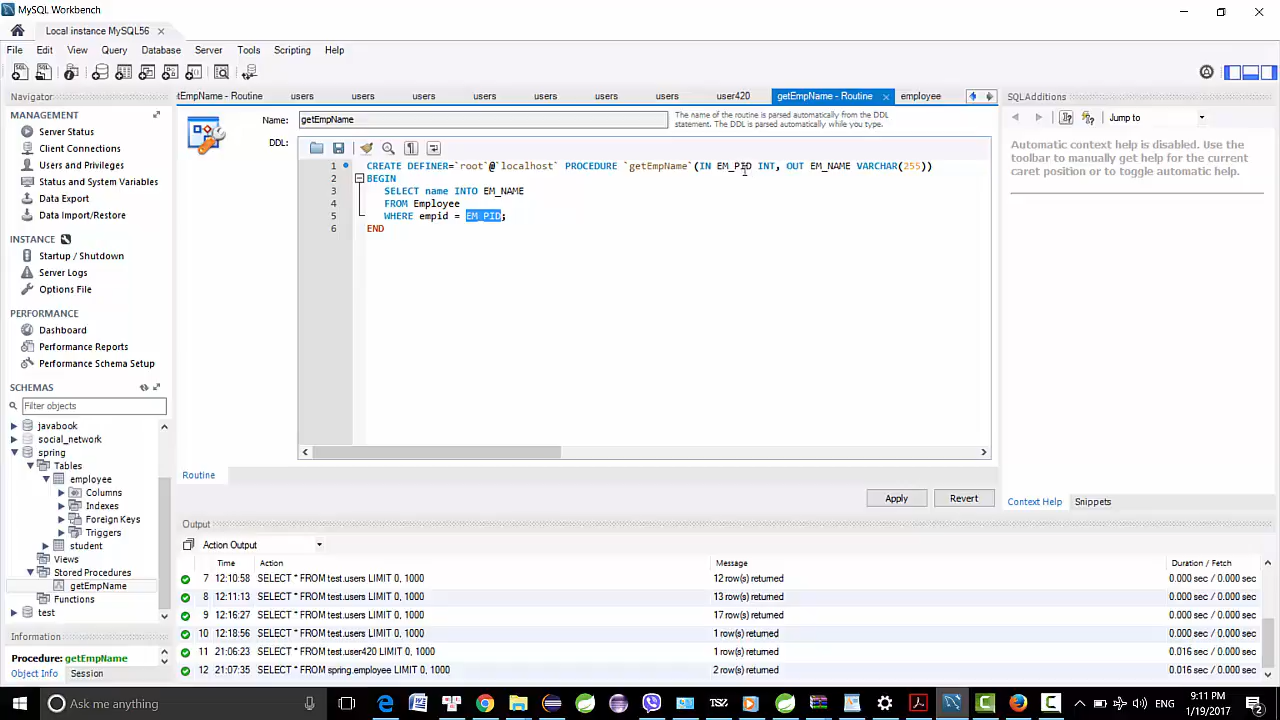 MySQL Workbench
Local instance MySQL56
File Edit View Query Database Server Tools Scripting Help
Navigator
MANAGEMENT
Server Status
Client Connections
Users and Privileges
Status and System Variables
Data Export
Data Import/Restore
INSTANCE
Startup / Shutdown
Server Logs
Options File
PERFORMANCE
Dashboard
Performance Reports
Performance Schema Setup
SCHEMAS
Filter objects
javabook
social_network
spring
Tables
employee
Columns
Indexes
Foreign Keys
Triggers
student
Views
Stored Procedures
getEmpName
Functions
test
Information
Procedure: getEmpName
Object Info Session
etEmpName - Routine users users users users users users users user420 getEmpName - Routine employee
Name: getEmpName
The name of the routine is parsed automatically from the DDL
statement. The DDL is parsed automatically while you type.
DDL:
1 CREATE DEFINER=`root`@`localhost` PROCEDURE `getEmpName`(IN EM_PID INT, OUT EM_NAME VARCHAR(255))
2 BEGIN
3 SELECT name INTO EM_NAME
4 FROM Employee
5 WHERE empid = EM_PID;
6 END
Routine
Apply Revert
SQLAdditions
Jump to
Automatic context help is disabled. Use the
toolbar to manually get help for the
current caret position or to toggle automatic help.
Context Help Snippets
Output
Action Output
Time Action Message Duration / Fetch
7 12:10:58 SELECT * FROM test.users LIMIT 0, 1000 12 row(s) returned 0.000 sec / 0.000 sec
8 12:11:13 SELECT * FROM test.users LIMIT 0, 1000 13 row(s) returned 0.000 sec / 0.000 sec
9 12:16:27 SELECT * FROM test.users LIMIT 0, 1000 17 row(s) returned 0.000 sec / 0.000 sec
10 12:18:56 SELECT * FROM test.users LIMIT 0, 1000 1 row(s) returned 0.000 sec / 0.000 sec
11 21:06:23 SELECT * FROM test.user420 LIMIT 0, 1000 1 row(s) returned 0.016 sec / 0.000 sec
12 21:07:35 SELECT * FROM spring.employee LIMIT 0, 1000 2 row(s) returned 0.016 sec / 0.000 sec
Ask me anything
ENG
9:11 PM
1/19/2017